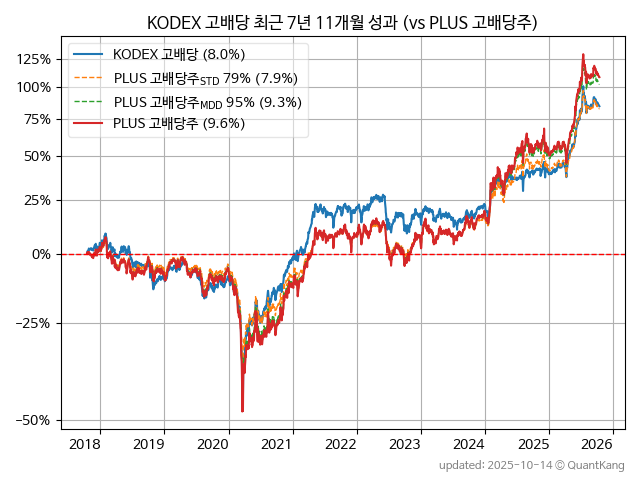 KODEX 고배당 최근 7년 11개월 성과 (vs PLUS 고배당주)
KODEX 고배당 (8.0%)
PLUS 고배당주STD 79% (7.9%)
PLUS 고배당주MDD 95% (9.3%)
PLUS 고배당주 (9.6%)
125%
100%
75%
50%
25%
0%
−25%
−50%
2018 2019 2020 2021 2022 2023 2024 2025 2026
updated: 2025-10-14 © QuantKang